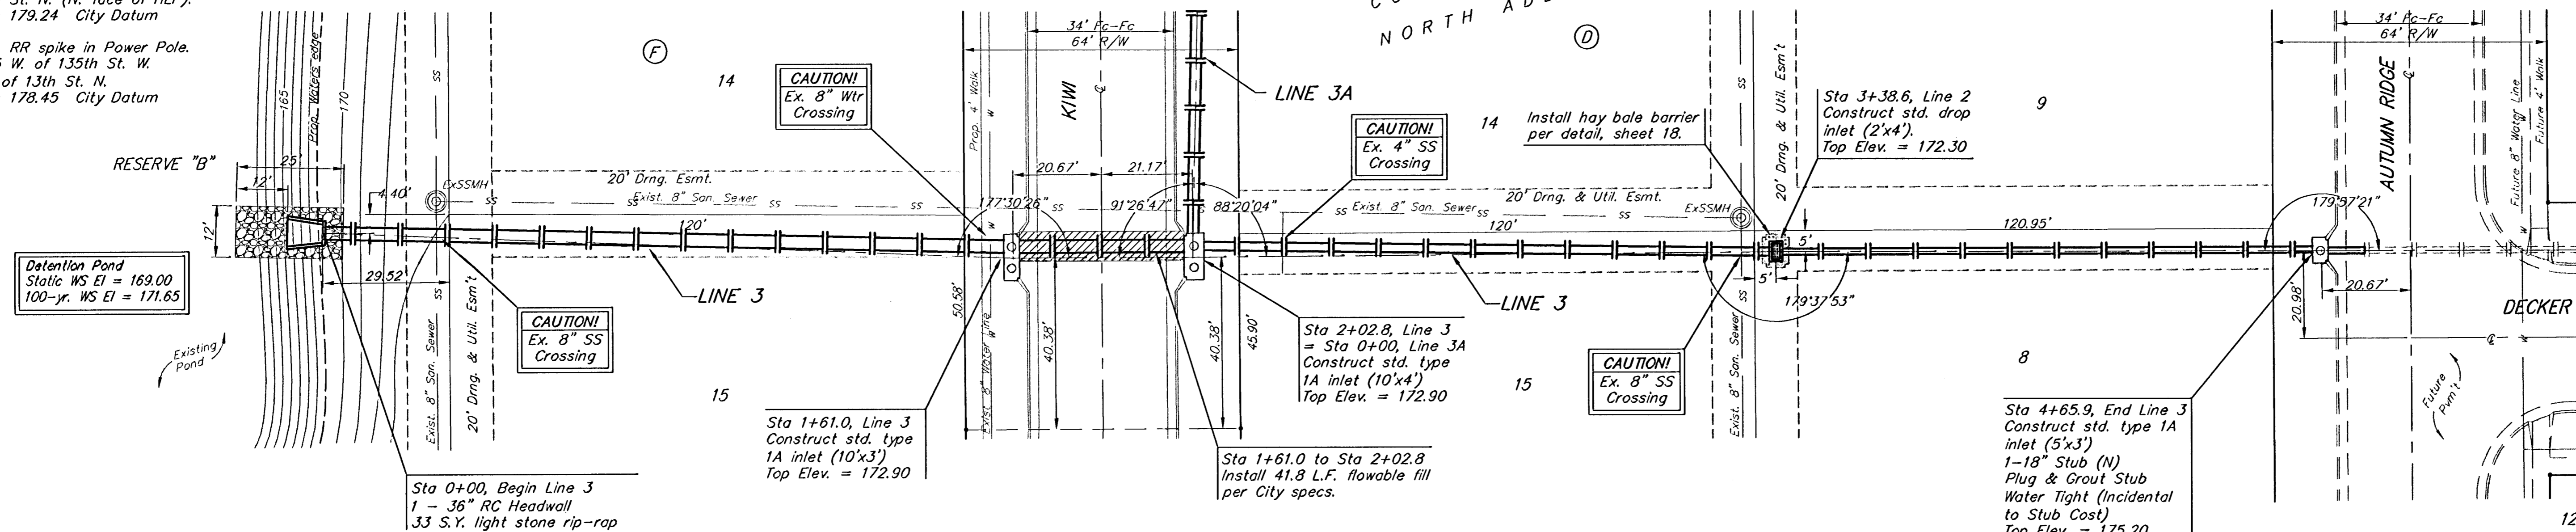 179.24 City Datum
RR spike in Power Pole.
W. of 135th St. W.
of 13th St. N.
178.45 City Datum
165
Prop. Waters edge
170
SS
F
14
CAUTION!
Ex. 8" Wtr
Crossing
34' Fc-Fc
64' R/W
Prop. 4' Walk
W
KIWI
LINE 3A
NORTH
D
CAUTION!
Ex. 4" SS
Crossing
14
Install hay bale barrier
per detail, sheet 18.
SS
20' Drng. & Util. Esm't
Sta 3+38.6, Line 2
Construct std. drop
inlet (2'x4').
Top Elev. = 172.30
9
34' Fc-Fc
64' R/W
AUTUMN RIDGE
Future 8" Water Line
Future 4' Walk
RESERVE "B"
25'
12'
4.40'
ExSSMH
20' Drng. Esmt.
Exist. 8" San. Sewer
SS
20.67'
21.17'
177°30'26"
91°26'47"
88°20'04"
20' Drng. & Util. Esmt.
Exist. 8" San. Sewer
SS
ExSSMH
179°57'21"
12'
120'
120'
5'
120.95'
Detention Pond
Static WS El = 169.00
100-yr. WS El = 171.65
29.52'
LINE 3
LINE 3
5'
179°37'53"
20.67'
20.98'
DECKER
Existing
Pond
CAUTION!
Ex. 8" SS
Crossing
Exist. 8" San. Sewer
20' Drng. & Util. Esm't
50.58'
Exist. 8" Water Line
40.38'
40.38'
45.90'
Sta 2+02.8, Line 3
= Sta 0+00, Line 3A
Construct std. type
1A inlet (10'x4')
Top Elev. = 172.90
15
CAUTION!
Ex. 8" SS
Crossing
Exist. 8" San. Sewer
8
Future
Pvm't
15
Sta 1+61.0, Line 3
Construct std. type
1A inlet (10'x3')
Top Elev. = 172.90
Sta 1+61.0 to Sta 2+02.8
Install 41.8 L.F. flowable fill
per City specs.
Sta 4+65.9, End Line 3
Construct std. type 1A
inlet (5'x3')
1-18" Stub (N)
Plug & Grout Stub
Water Tight (Incidental
to Stub Cost)
Top Elev. = 175.20
Sta 0+00, Begin Line 3
1 - 36" RC Headwall
33 S.Y. light stone rip-rap